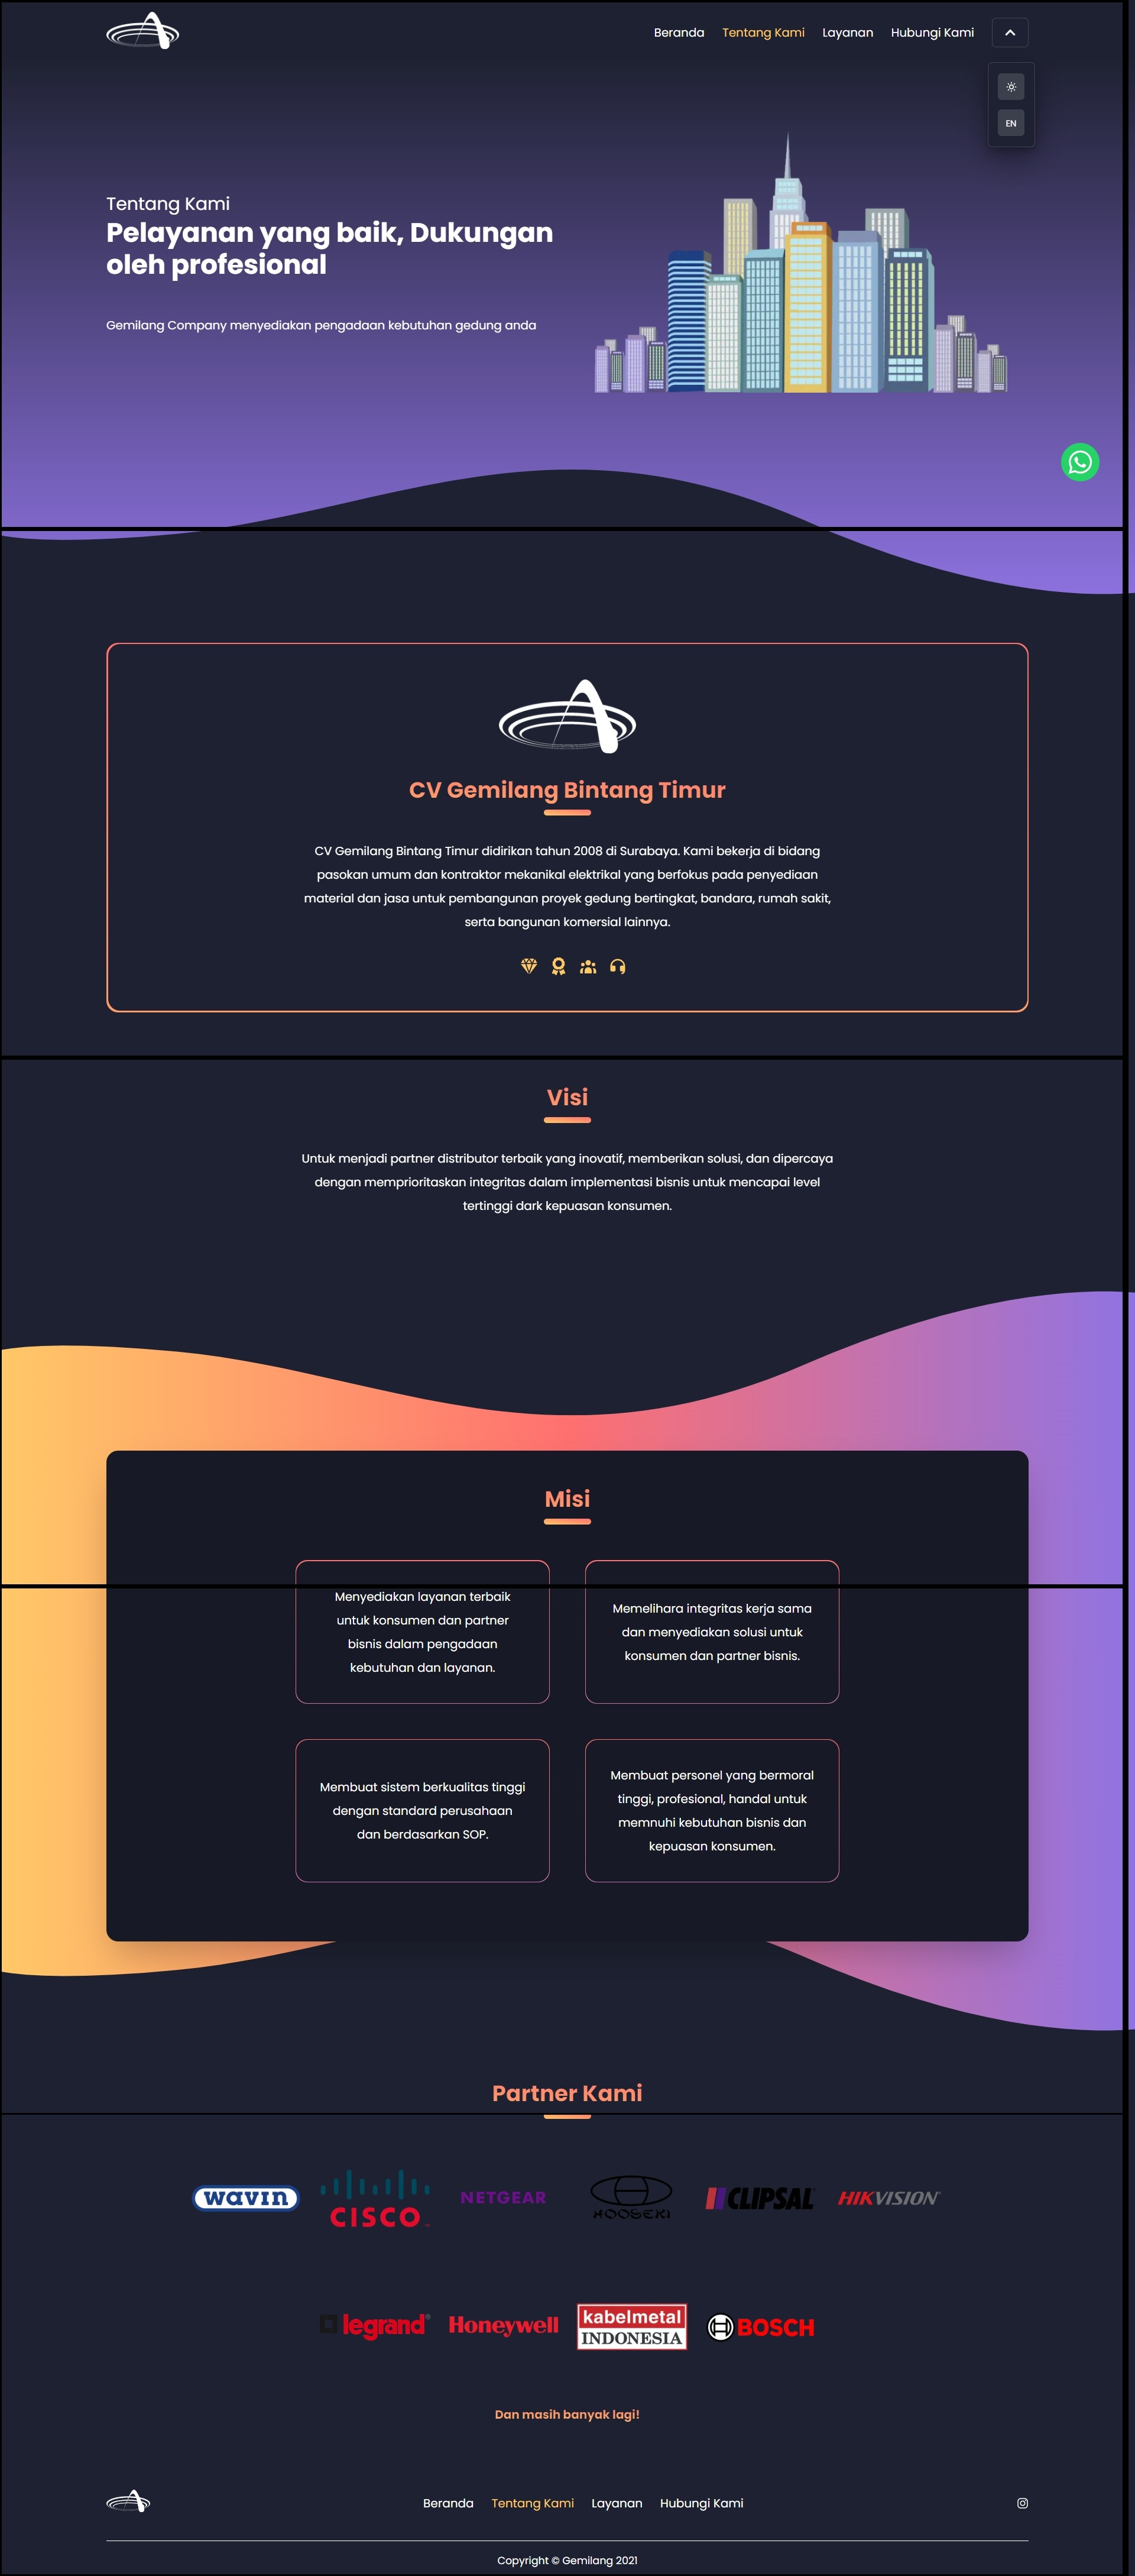 Beranda Tentang Kami Layanan Hubungi Kami
EN
Tentang Kami
Pelayanan yang baik, Dukungan
oleh profesional
Gemilang Company menyediakan pengadaan kebutuhan gedung anda
CV Gemilang Bintang Timur
CV Gemilang Bintang Timur didirikan tahun 2008 di Surabaya. Kami bekerja di bidang
pasokan umum dan kontraktor mekanikal elektrikal yang berfokus pada penyediaan
material dan jasa untuk pembangunan proyek gedung bertingkat, bandara, rumah sakit,
serta bangunan komersial lainnya.
Visi
Untuk menjadi partner distributor terbaik yang inovatif, memberikan solusi, dan dipercaya
dengan memprioritaskan integritas dalam implementasi bisnis untuk mencapai level
tertinggi dark kepuasan konsumen.
Misi
Menyediakan layanan terbaik
untuk konsumen dan partner
bisnis dalam pengadaan
kebutuhan dan layanan.
Memelihara integritas kerja sama
dan menyediakan solusi untuk
konsumen dan partner bisnis.
Membuat sistem berkualitas tinggi
dengan standard perusahaan
dan berdasarkan SOP.
Membuat personel yang bermoral
tinggi, profesional, handal untuk
memnuhi kebutuhan bisnis dan
kepuasan konsumen.
Partner Kami
wavin
CISCO
NETGEAR
HOOSEKI
CLIPSAL
HIKVISION
legrand®
Honeywell
kabelmetal
INDONESIA
BOSCH
Dan masih banyak lagi!
Beranda Tentang Kami Layanan Hubungi Kami
Copyright © Gemilang 2021